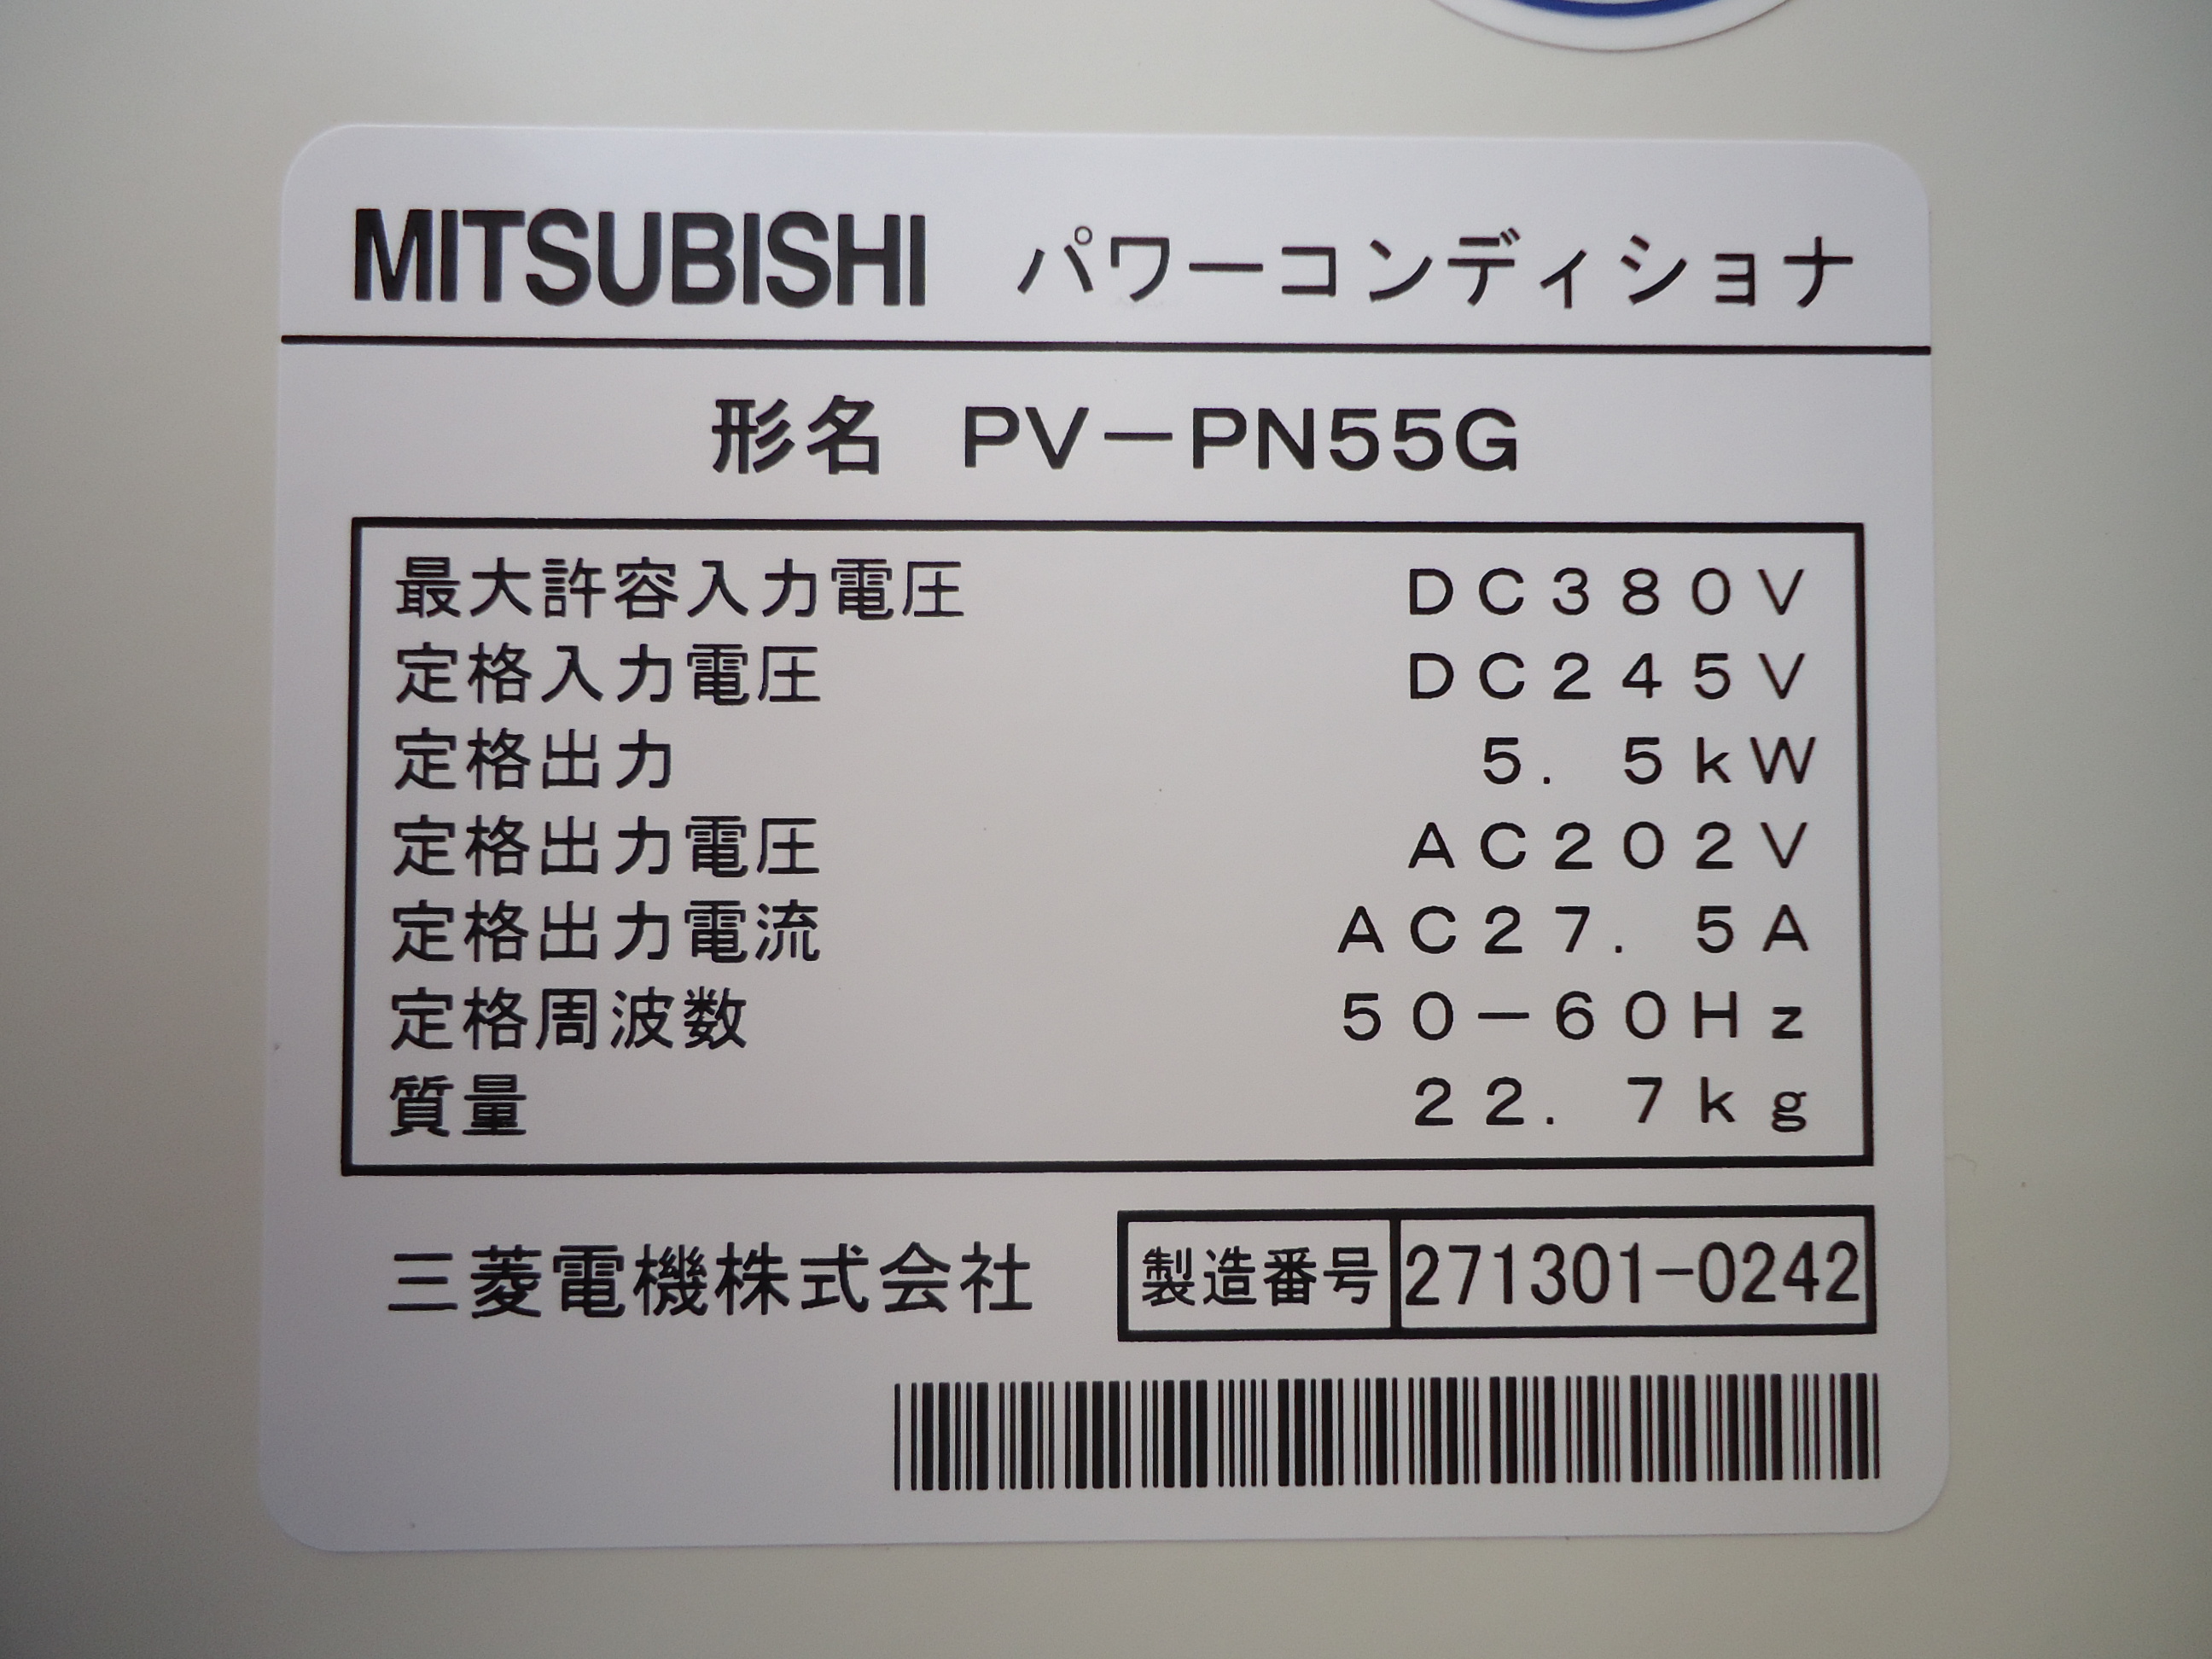 MITSUBISHI パワーコンディショナ
形名 PV-PN55G
最大許容入力電圧 DC380V
定格入力電圧 DC245V
定格出力 5.5kW
定格出力電圧 AC202V
定格出力電流 AC27.5A
定格周波数 50-60Hz
質量 22.7kg
三菱電機株式会社 製造番号 271301-0242